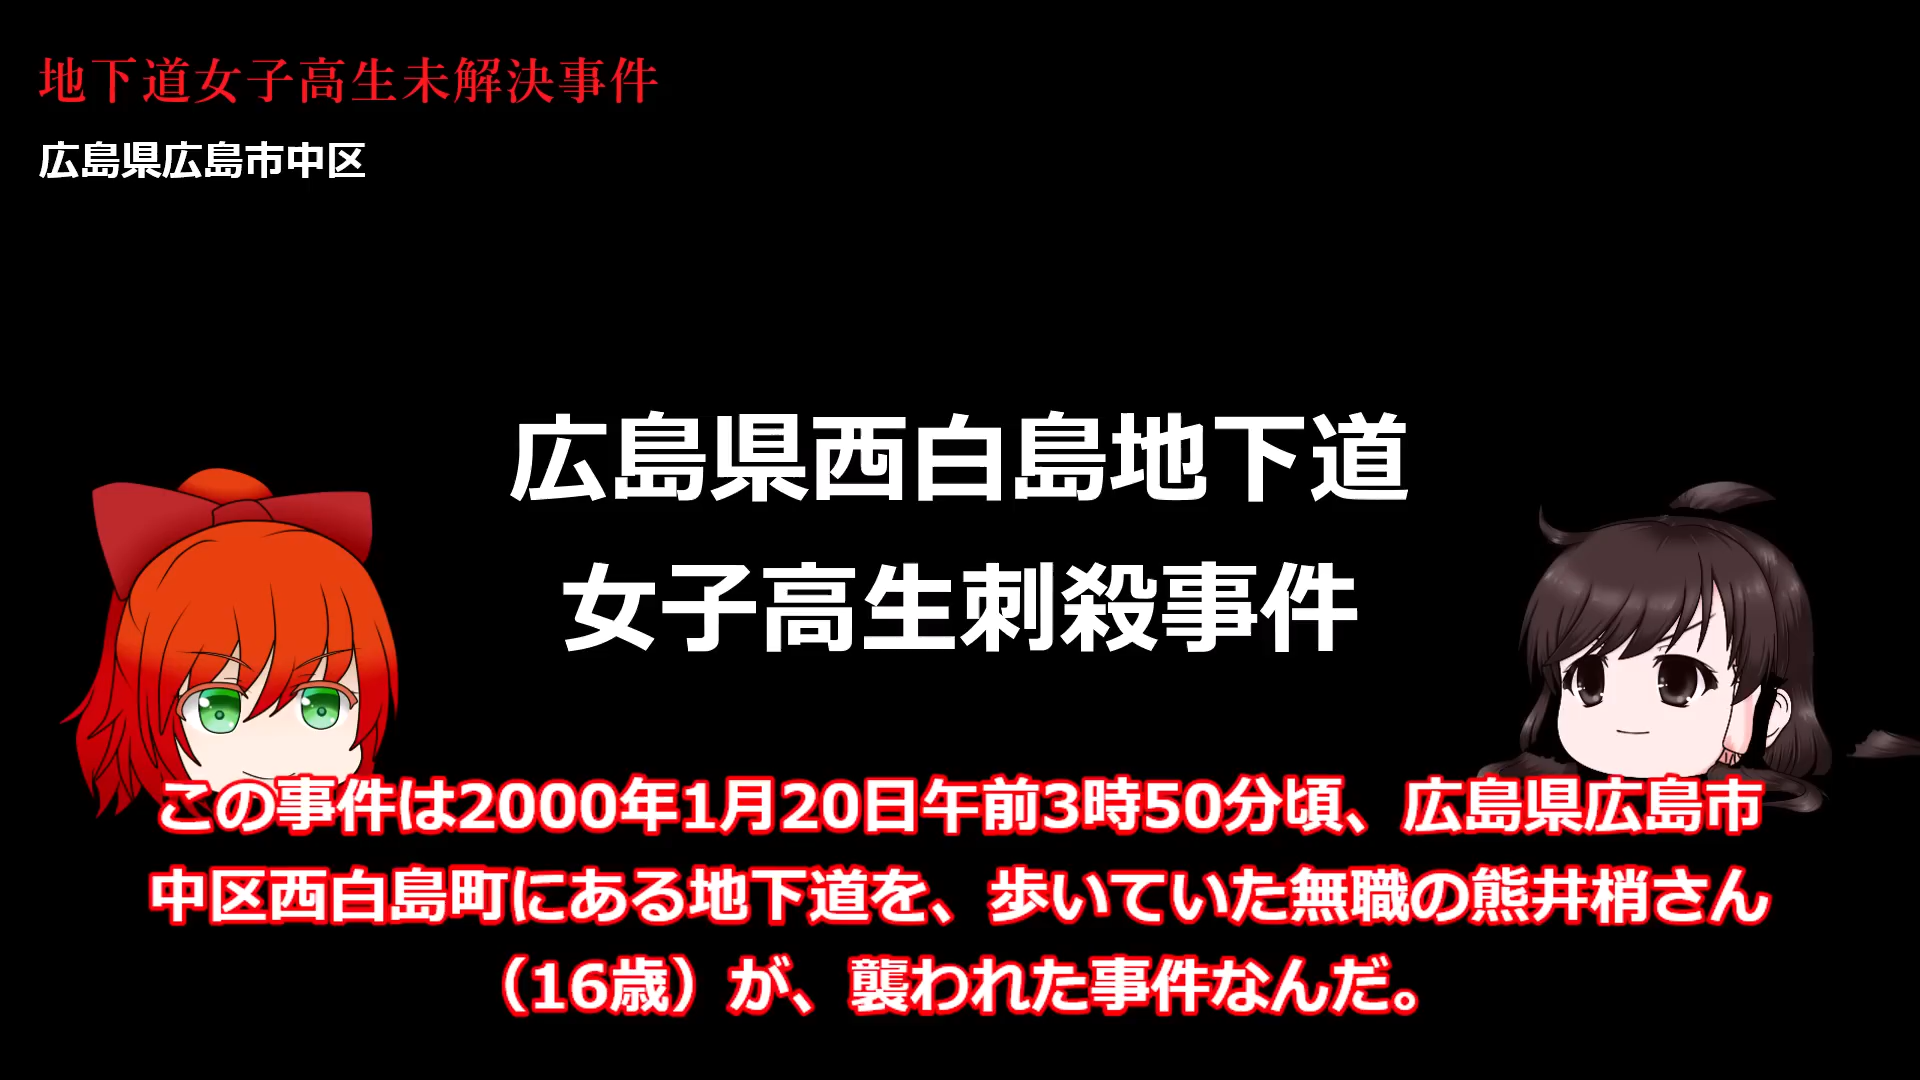 地下道女子高生未解決事件
広島県広島市中区
広島県西白島地下道
女子高生刺殺事件
この事件は2000年1月20日午前3時50分頃、広島県広島市
中区西白島町にある地下道を、歩いていた無職の熊井梢さん
（16歳）が、襲われた事件なんだ。